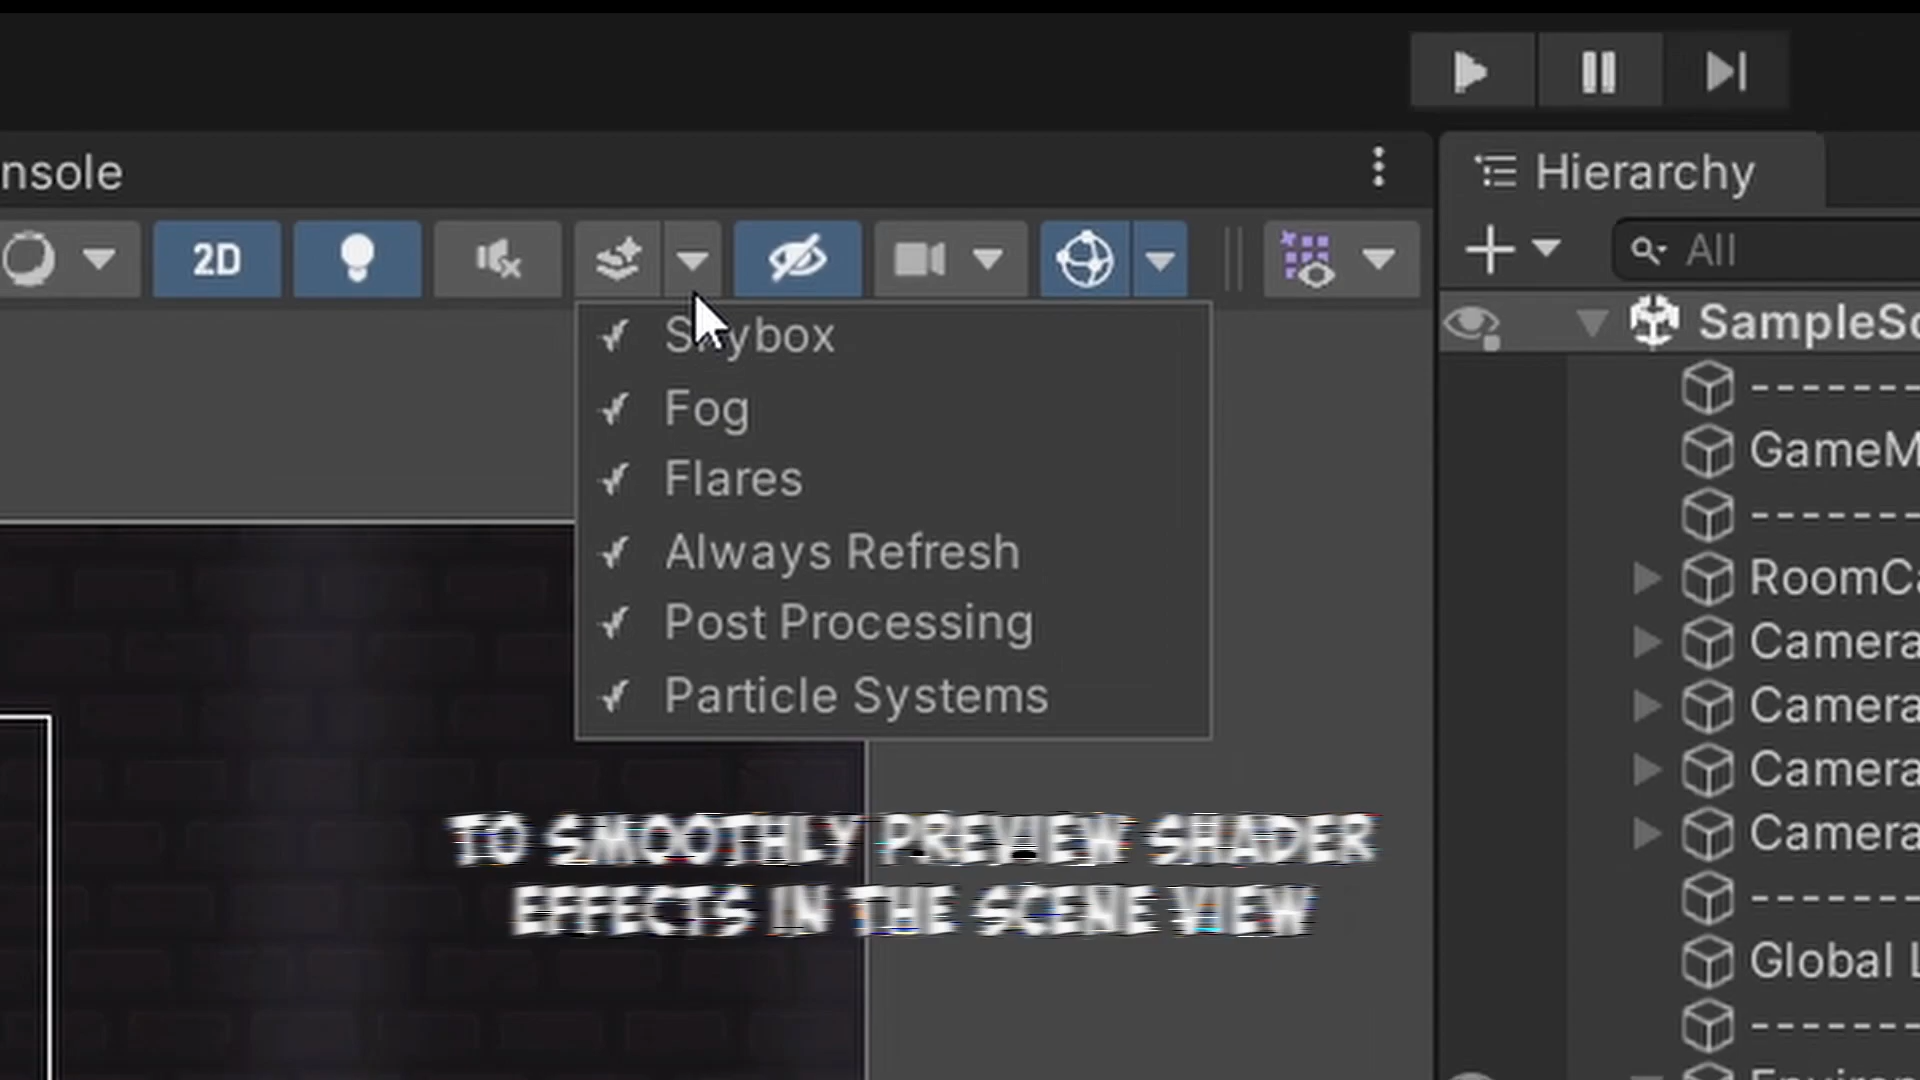 nsole
Hierarchy
2D
All
Skybox
Fog
Flares
Always Refresh
Post Processing
Particle Systems
SampleSc
--------
GameM
--------
RoomCa
Camera
Camera
Camera
Camera
--------
Global L
--------
TO SMOOTHLY PREVIEW SHADER
EFFECTS IN THE SCENE VIEW